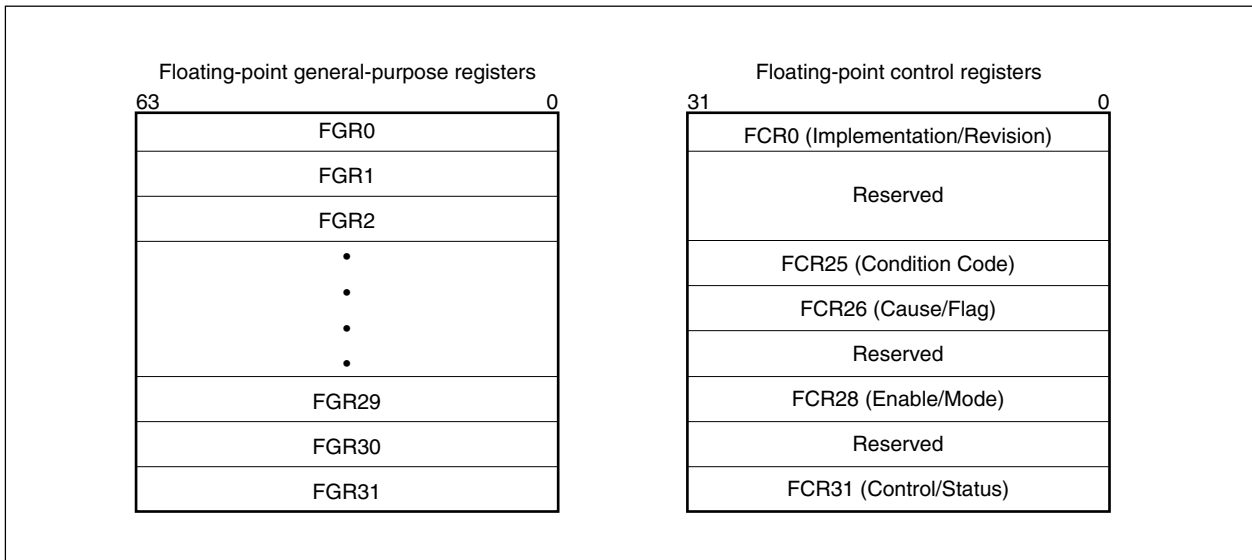 Floating-point general-purpose registers
63 0
FGR0
FGR1
FGR2
•
•
•
•
FGR29
FGR30
FGR31
Floating-point control registers
31 0
FCR0 (Implementation/Revision)
Reserved
FCR25 (Condition Code)
FCR26 (Cause/Flag)
Reserved
FCR28 (Enable/Mode)
Reserved
FCR31 (Control/Status)